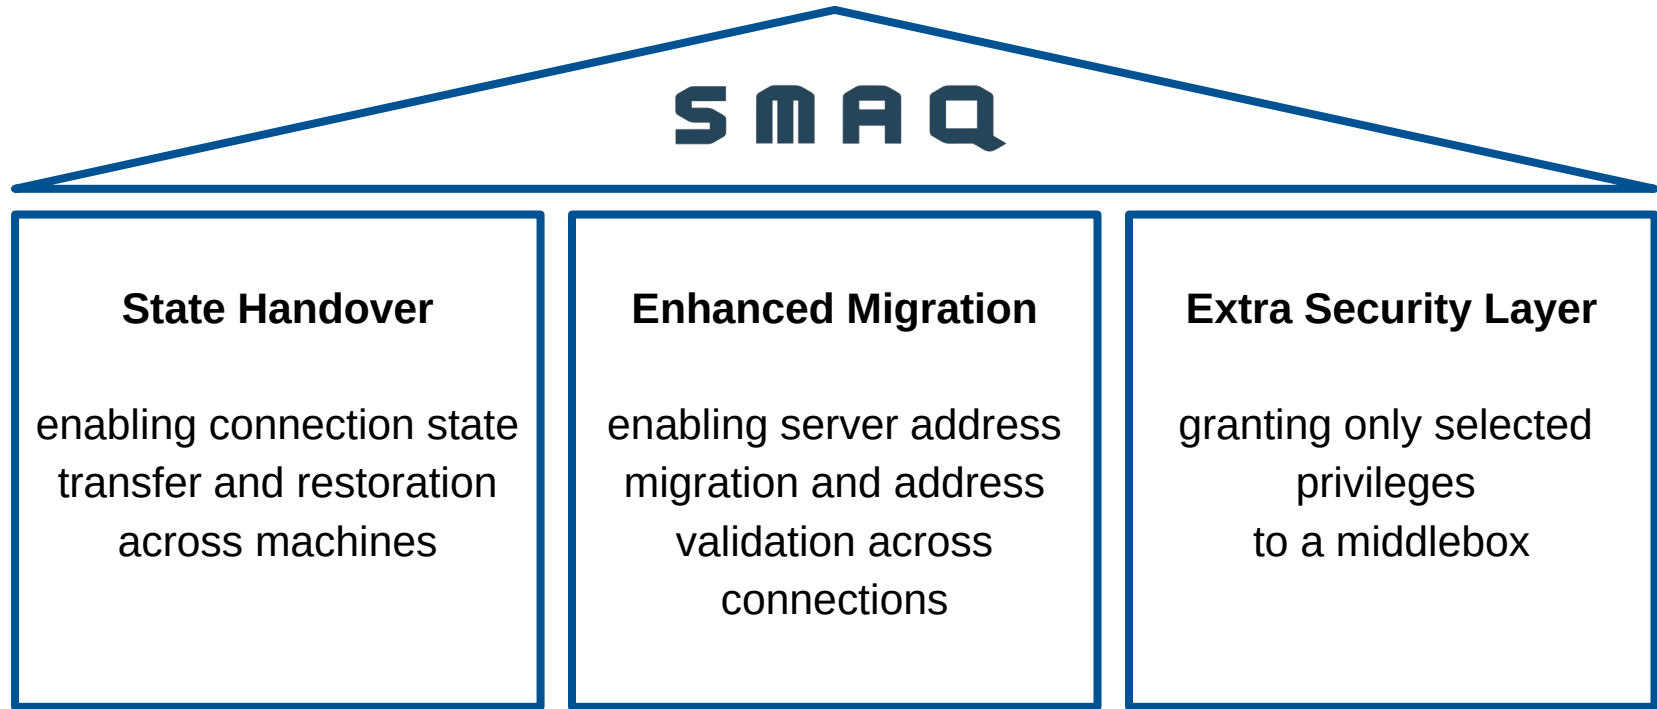 SMAQ
State Handover
enabling connection state
transfer and restoration
across machines
Enhanced Migration
enabling server address
migration and address
validation across
connections
Extra Security Layer
granting only selected
privileges
to a middlebox